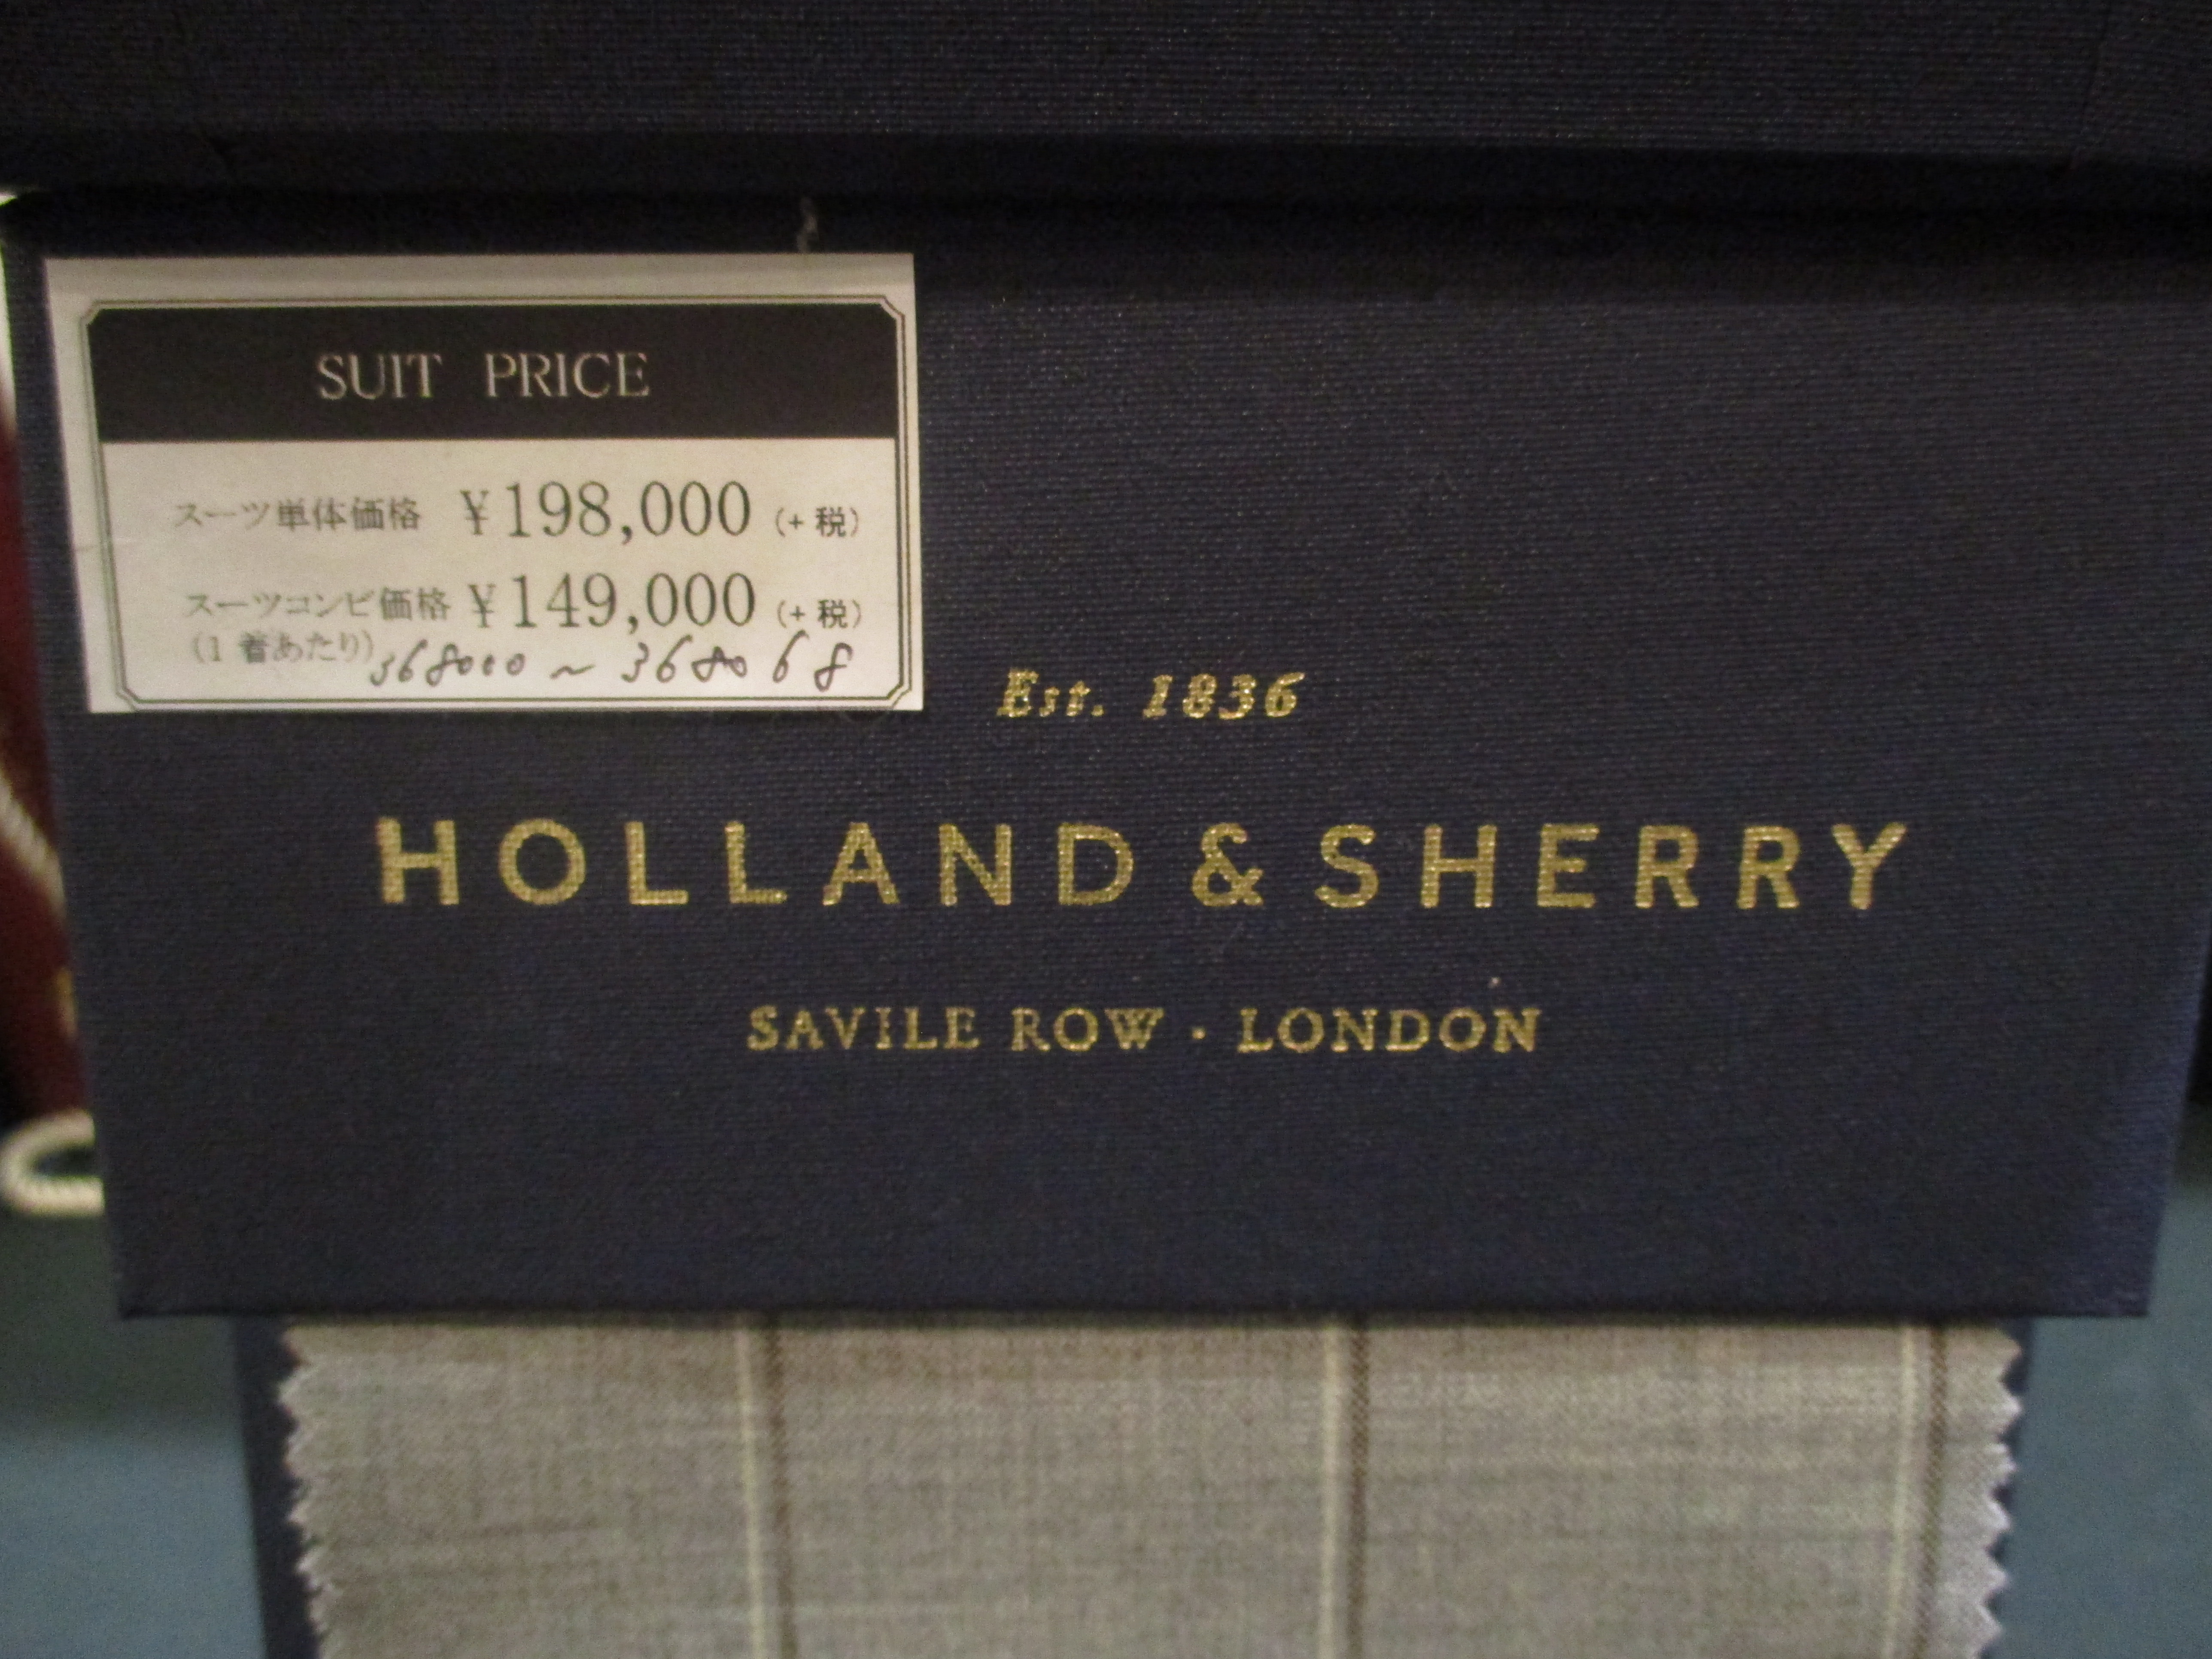 SUIT PRICE
スーツ単体価格 ¥198,000 (+税)
スーツコンビ価格 ¥149,000 (+税)
(1 着あたり) 368000 ~ 368068
Est. 1836
HOLLAND & SHERRY
SAVILE ROW · LONDON